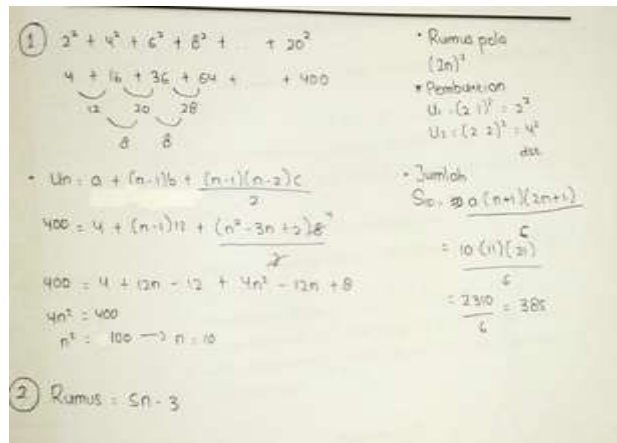 1 2² + 4² + 6² + 8² + ... + 20²
4 + 16 + 36 + 64 + ... + 400
12 20 28
8 8
• Un = a + (n-1)b + (n-1)(n-2)c
2
400 = 4 + (n-1)12 + (n² - 3n + 2)8
2
400 = 4 + 12n - 12 + 4n² - 12n + 8
4n² = 400
n² = 100 → n = 10
2 Rumus = 5n - 3
• Rumus pola
(2n)²
• Pembuktian
U₁ = (2.1)² = 2²
U₂ = (2.2)² = 4²
dst
• Jumlah
n(n+1)(2n+1)
6
= 10(11)(21)
6
= 2310 = 385
6